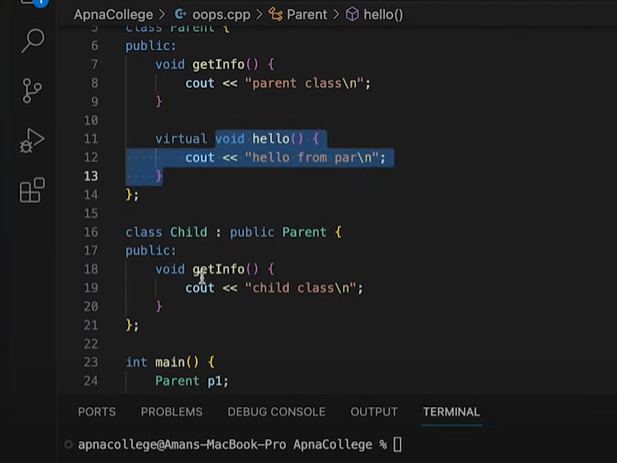 ApnaCollege > oops.cpp > Parent > hello()
5 class Parent {
6 public:
7 void getInfo() {
8 cout << "parent class\n";
9 }
10
11 virtual void hello() {
12 cout << "hello from par\n";
13 }
14 };
15
16 class Child : public Parent {
17 public:
18 void getInfo() {
19 cout << "child class\n";
20 }
21 };
22
23 int main() {
24 Parent p1;
PORTS PROBLEMS DEBUG CONSOLE OUTPUT TERMINAL
apnacollege@Amans-MacBook-Pro ApnaCollege %